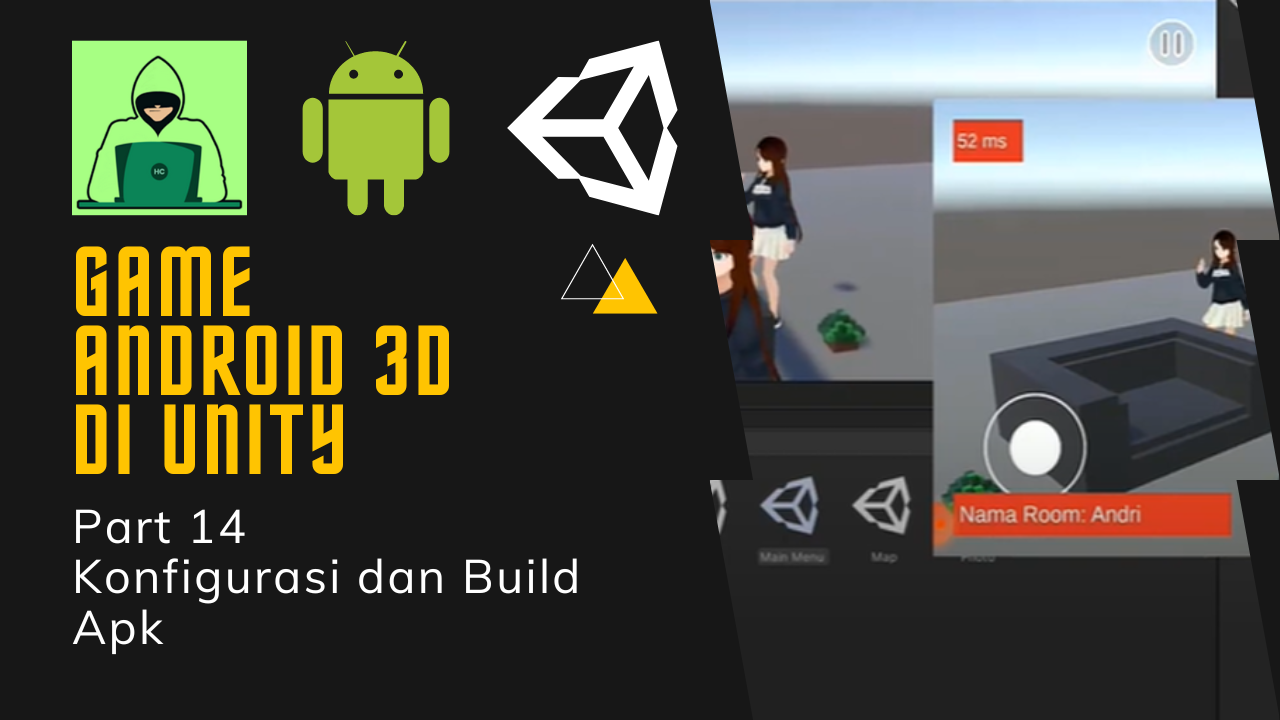 HC
GAME
ANDROID 3D
DI UNITY
Part 14
Konfigurasi dan Build
Apk
52 ms
Nama Room: Andri
Main Menu
Map